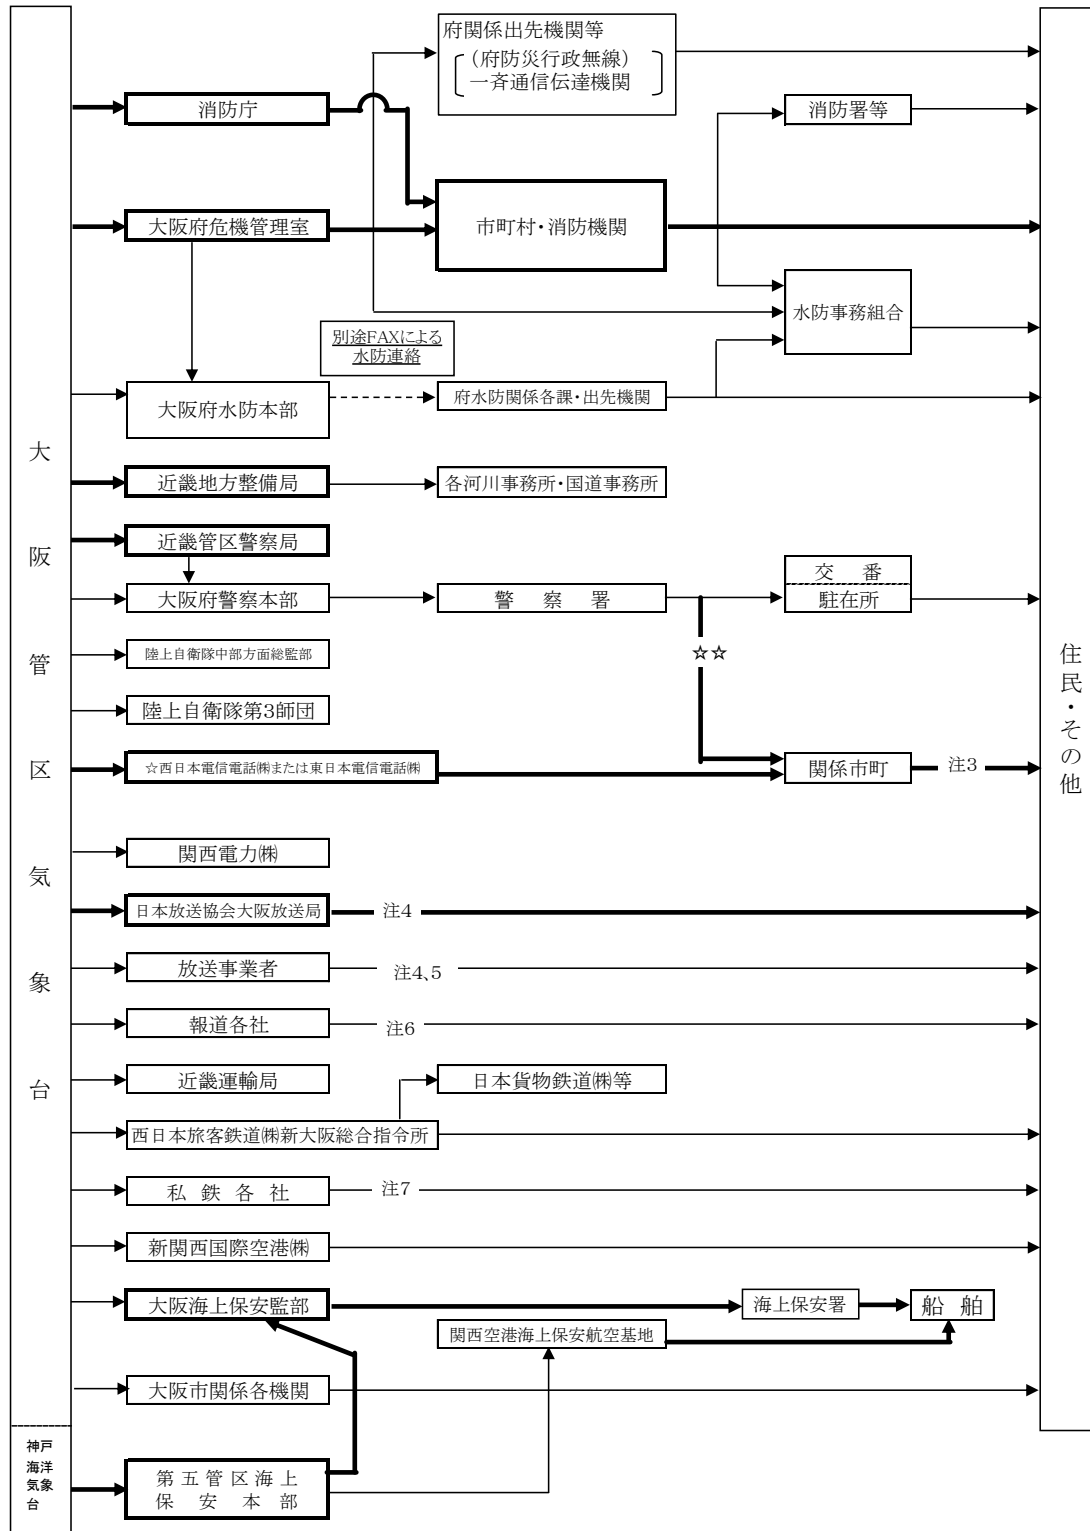 府関係出先機関等
(府防災行政無線)
一斉通信伝達機関
消防庁
消防署等
大阪府危機管理室
市町村・消防機関
水防事務組合
別途FAXによる
水防連絡
大阪府水防本部
府水防関係各課・出先機関
近畿地方整備局
各河川事務所・国道事務所
近畿管区警察局
大阪府警察本部
警 察 署
交 番
駐在所
陸上自衛隊中部方面総監部
☆☆
陸上自衛隊第3師団
☆西日本電信電話㈱または東日本電信電話㈱
関係市町
注3
関西電力㈱
日本放送協会大阪放送局
注4
放送事業者
注4、5
報道各社
注6
近畿運輸局
日本貨物鉄道㈱等
西日本旅客鉄道㈱新大阪総合指令所
私 鉄 各 社
注7
新関西国際空港㈱
大阪海上保安監部
海上保安署
船 舶
関西空港海上保安航空基地
大阪市関係各機関
第 五 管 区 海 上
保 安 本 部
大阪管区気象台
神戸
海洋
気象
台
住民・その他